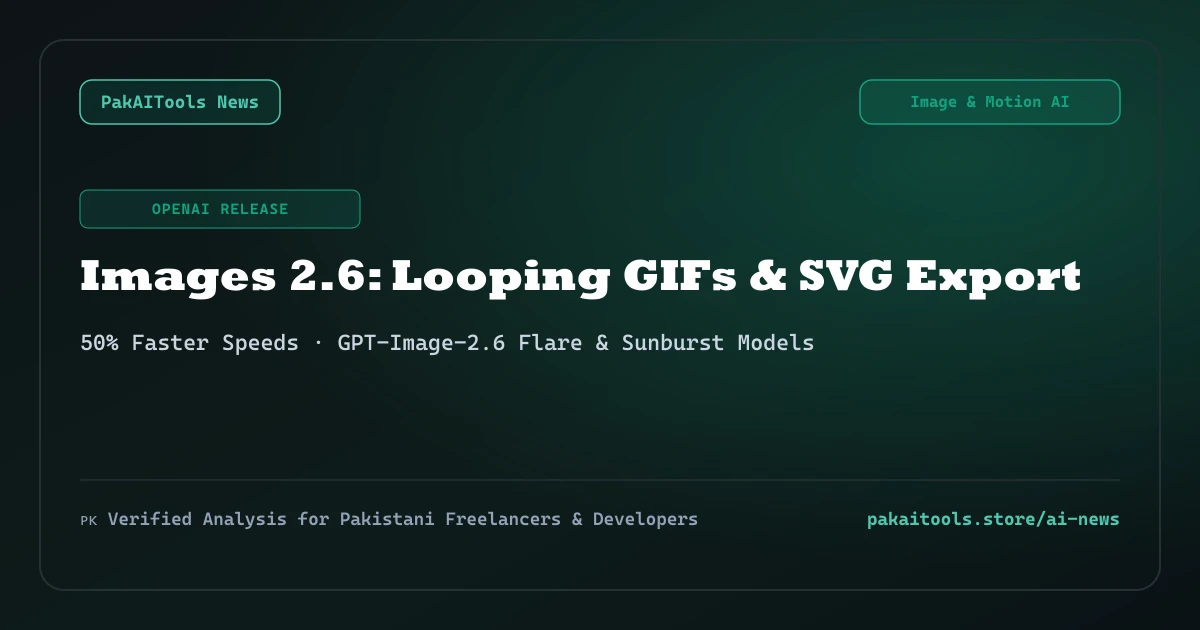 PakAITools News
Image & Motion AI
OPENAI RELEASE
Images 2.6: Looping GIFs & SVG Export
50% Faster Speeds · GPT-Image-2.6 Flare & Sunburst Models
PK Verified Analysis for Pakistani Freelancers & Developers
pakaitools.store/ai-news